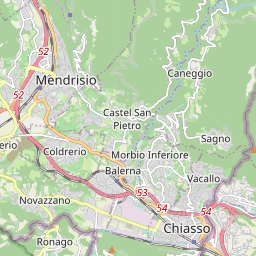 52
Mendrisio
Caneggio
52
Castel San
Pietro
Sagno
erio
Coldrerio
Morbio Inferiore
Balerna
Vacallo
53
Novazzano
54
54
Ronago
Chiasso